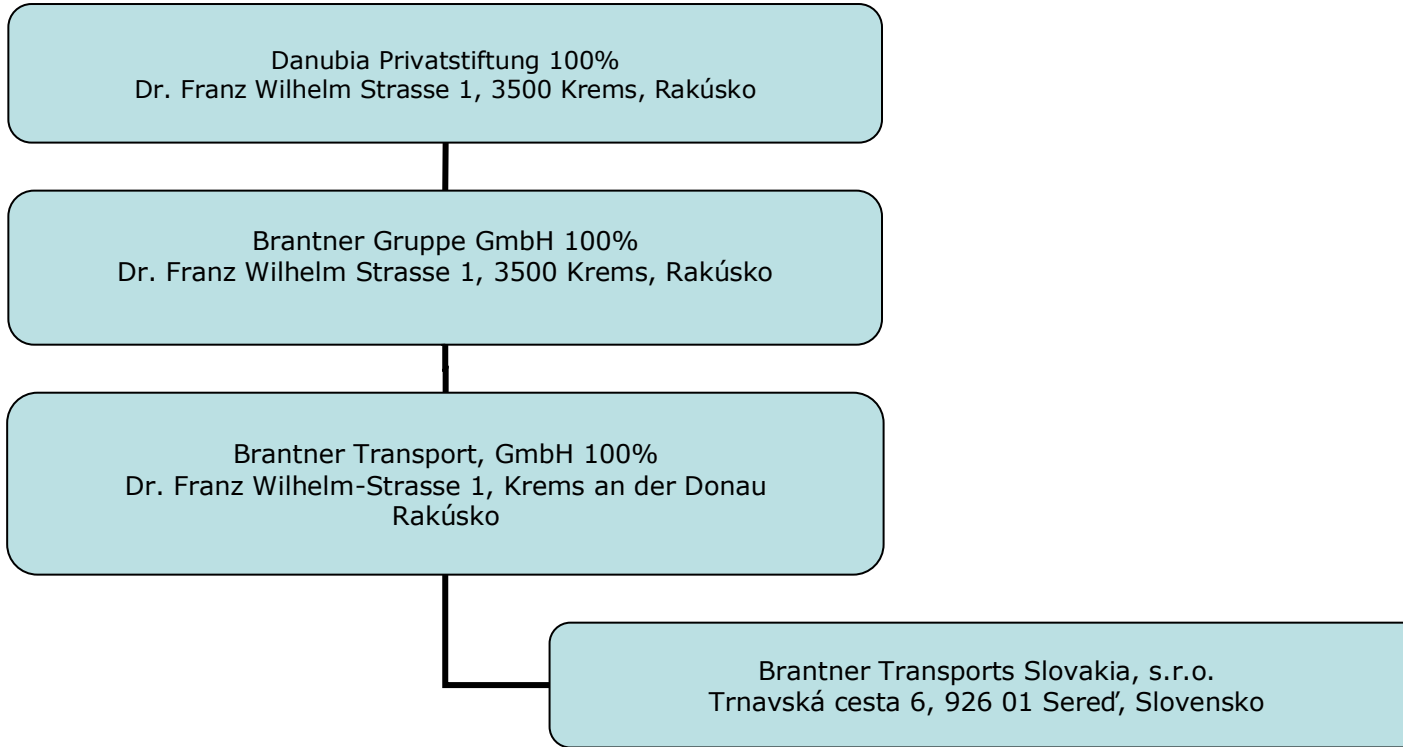 Danubia Privatstiftung 100%
Dr. Franz Wilhelm Strasse 1, 3500 Krems, Rakúsko
Brantner Gruppe GmbH 100%
Dr. Franz Wilhelm Strasse 1, 3500 Krems, Rakúsko
Brantner Transport, GmbH 100%
Dr. Franz Wilhelm-Strasse 1, Krems an der Donau
Rakúsko
Brantner Transports Slovakia, s.r.o.
Trnavská cesta 6, 926 01 Sereď, Slovensko